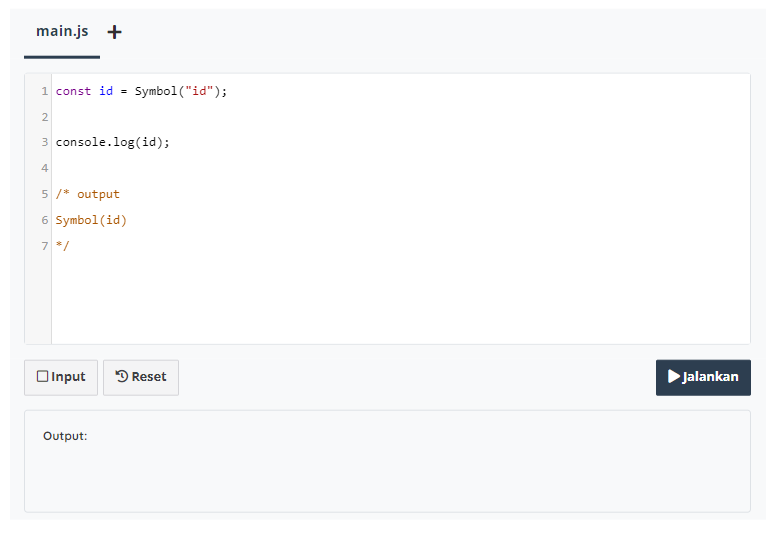 main.js +
1 const id = Symbol("id");
2
3 console.log(id);
4
5 /* output
6 Symbol(id)
7 */
Input Reset Jalankan
Output: